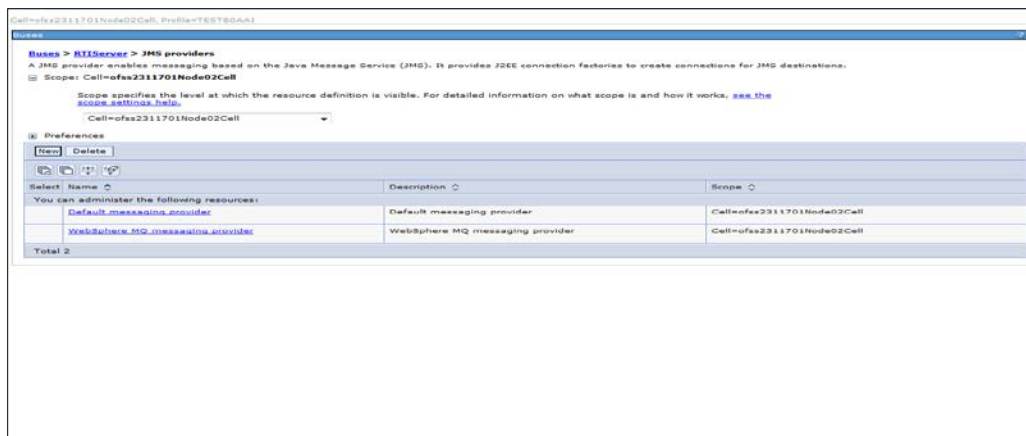 Cell=ofss2311701Node02Cell, Profile=TEST80AAI
Buses ?
Buses > RTIServer > JMS providers
A JMS provider enables messaging based on the Java Message Service (JMS). It provides J2EE connection factories to create connections for JMS destinations.
Scope: Cell=ofss2311701Node02Cell
Scope specifies the level at which the resource definition is visible. For detailed information on what scope is and how it works, see the
scope settings help.
Cell=ofss2311701Node02Cell
Preferences
New Delete
Select Name Description Scope
You can administer the following resources:
Default messaging provider Default messaging provider Cell=ofss2311701Node02Cell
WebSphere MQ messaging provider WebSphere MQ messaging provider Cell=ofss2311701Node02Cell
Total 2